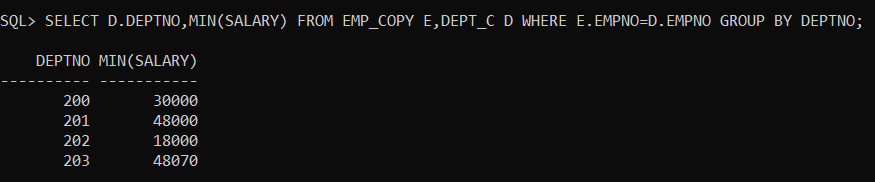 SQL> SELECT D.DEPTNO,MIN(SALARY) FROM EMP_COPY E,DEPT_C D WHERE E.EMPNO=D.EMPNO GROUP BY DEPTNO;
DEPTNO MIN(SALARY)
---------- -----------
200 30000
201 48000
202 18000
203 48070